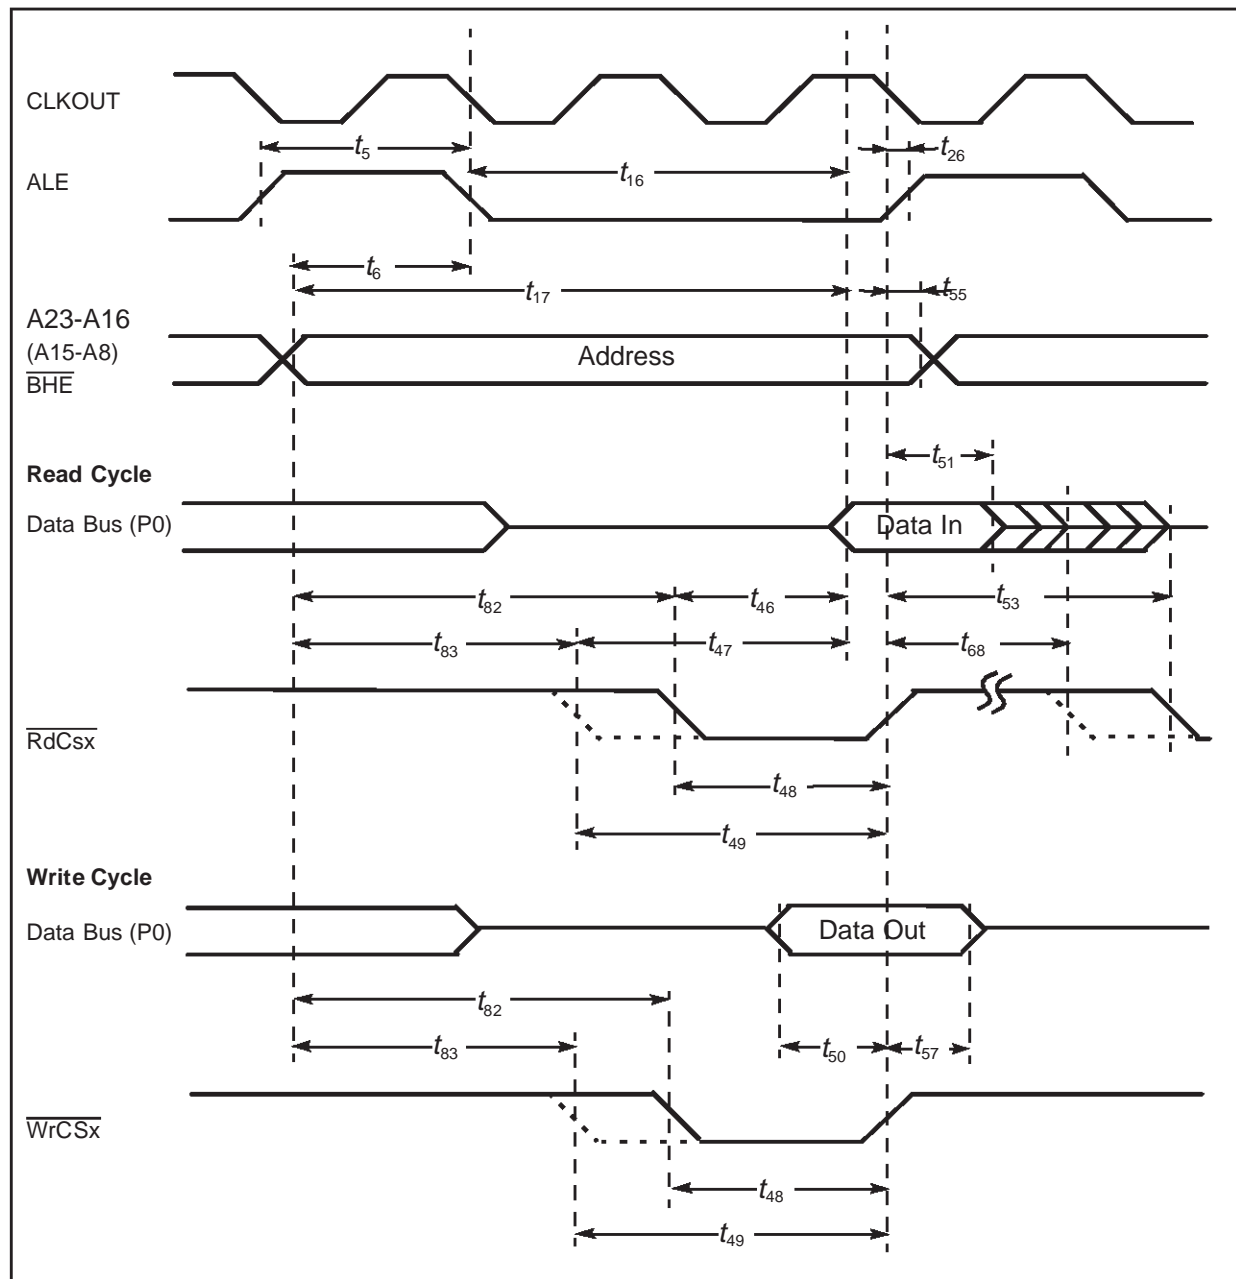 CLKOUT
t5
t26
ALE
t16
t6
t17
t55
A23-A16
(A15-A8)
BHE
Address
t51
Read Cycle
Data Bus (P0)
Data In
t82
t46
t53
t83
t47
t68
RdCsx
t48
t49
Write Cycle
Data Bus (P0)
Data Out
t82
t83
t50
t57
WrCSx
t48
t49